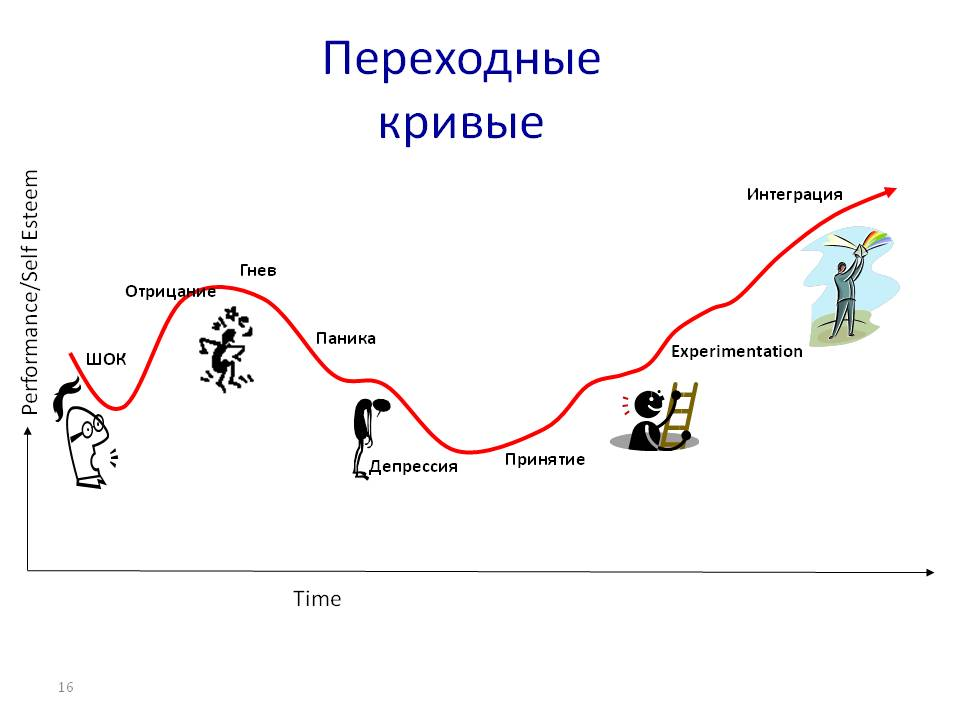 Переходные
кривые
Performance/Self Esteem
Интеграция
Гнев
Отрицание
Паника
ШОК
Experimentation
Депрессия
Принятие
Time
16